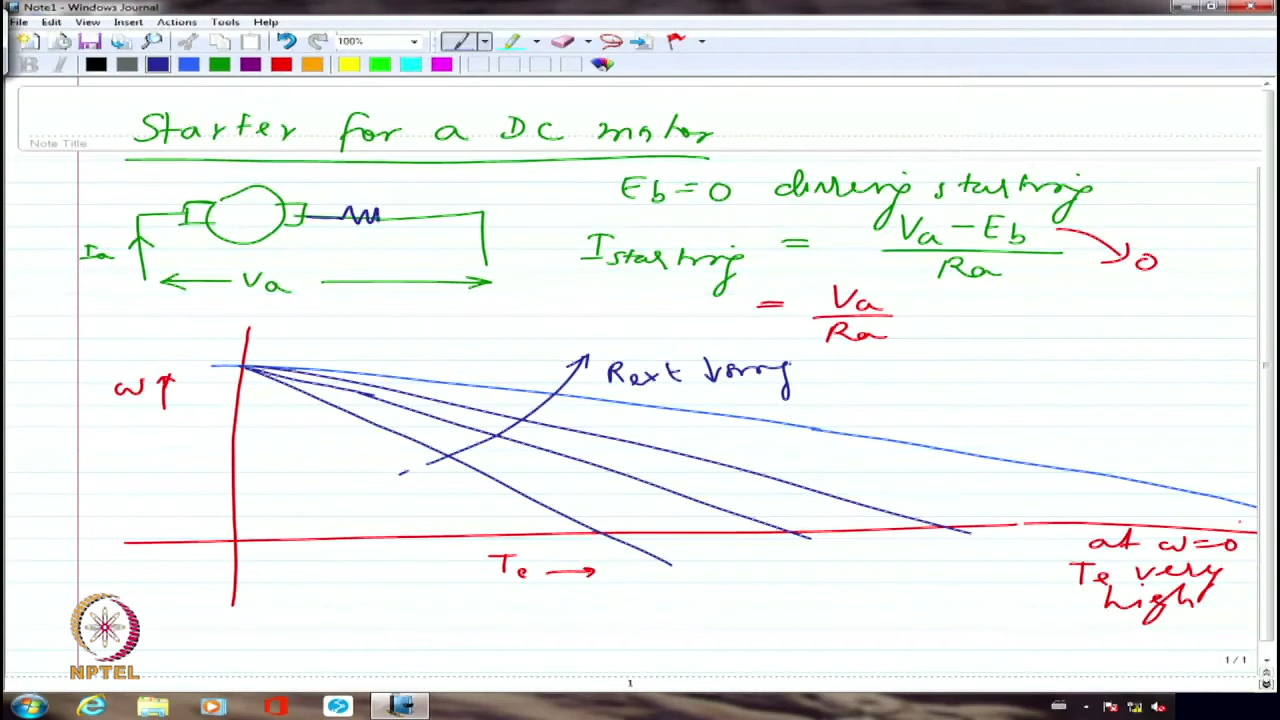 Note1 - Windows Journal
File Edit View Insert Actions Tools Help
100%
B I
Starter for a DC motor
Note Title
Eb = 0 during starting
Istarting = Va - Eb / Ra → 0
Ia
Va
= Va / Ra
ω ↑
Rext ↓sing
at ω=0
Te very
high
Te →
NPTEL
1 / 1
1